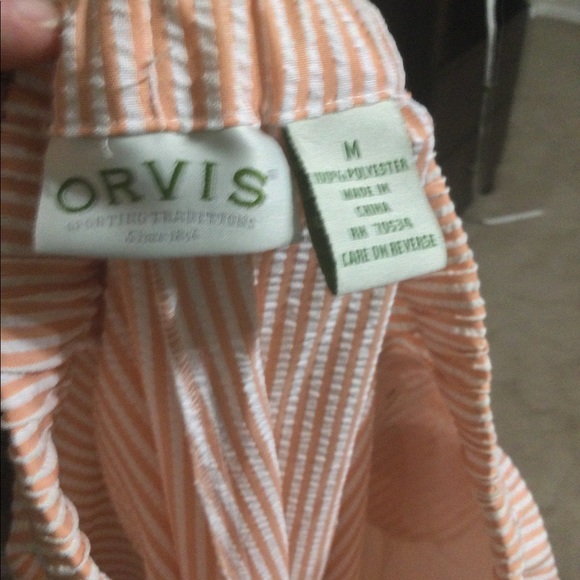 ORVIS®
SPORTING TRADITIONS
Since 1856
M
100% POLYESTER
MADE IN
CHINA
RN 70534
CARE ON REVERSE